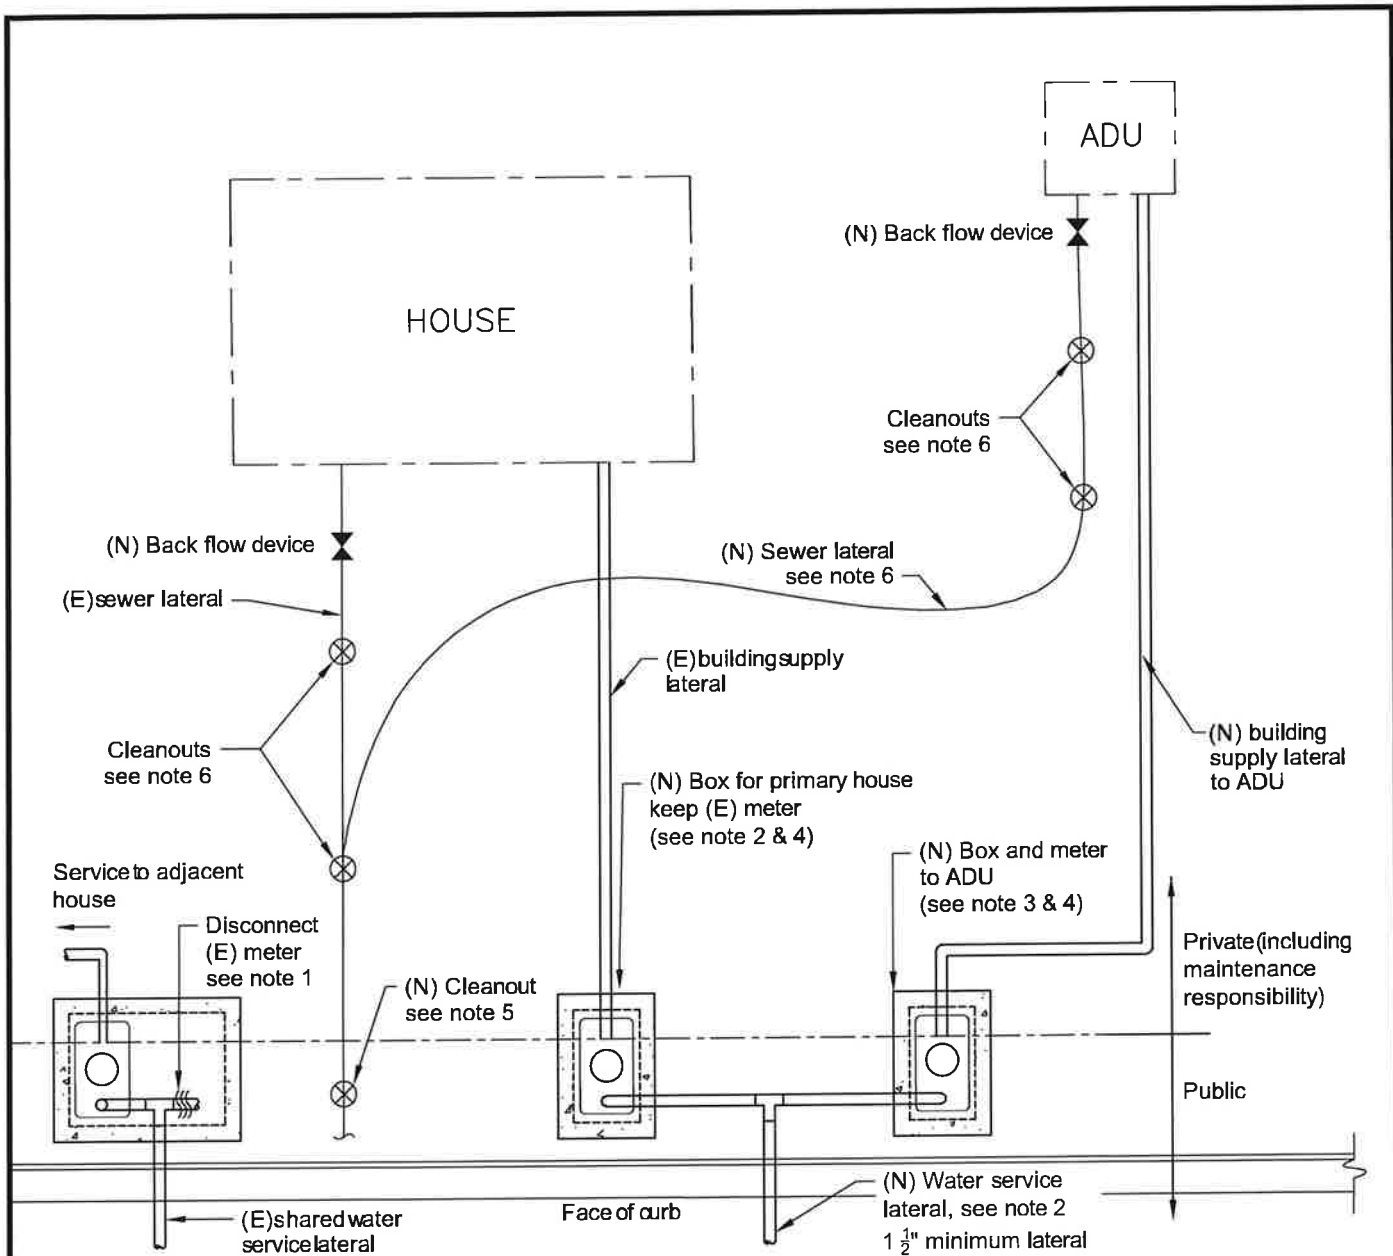 ADU
(N) Back flow device
HOUSE
Cleanouts
see note 6
(N) Back flow device
(N) Sewer lateral
see note 6
(E)sewer lateral
(E)building supply
lateral
Cleanouts
see note 6
(N) building
supply lateral
to ADU
(N) Box for primary house
keep (E) meter
(see note 2 & 4)
(N) Box and meter
to ADU
(see note 3 & 4)
Service to adjacent
house
Disconnect
(E) meter
see note 1
Private (including
maintenance
responsibility)
(N) Cleanout
see note 5
Public
(E)shared water
service lateral
Face of curb
(N) Water service
lateral, see note 2
1 1/2" minimum lateral